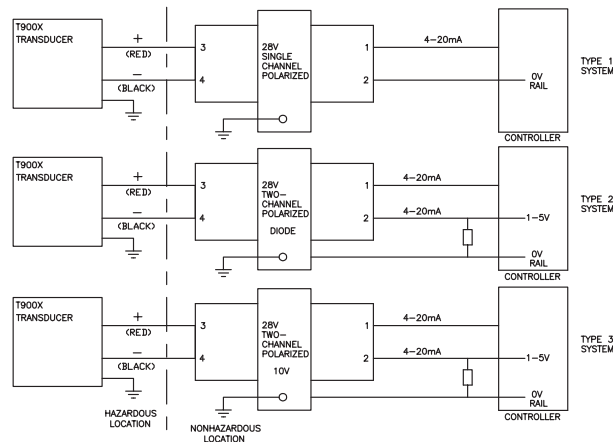 T900X
TRANSDUCER
+
(RED)
−
(BLACK)
3
4
28V
SINGLE
CHANNEL
POLARIZED
1
2
4−20mA
0V
RAIL
CONTROLLER
TYPE 1
SYSTEM
T900X
TRANSDUCER
+
(RED)
−
(BLACK)
3
4
28V
TWO−
CHANNEL
POLARIZED
DIODE
1
2
4−20mA
4−20mA
1−5V
0V
RAIL
CONTROLLER
TYPE 2
SYSTEM
T900X
TRANSDUCER
+
(RED)
−
(BLACK)
3
4
28V
TWO−
CHANNEL
POLARIZED
10V
1
2
4−20mA
4−20mA
1−5V
0V
RAIL
CONTROLLER
TYPE 3
SYSTEM
HAZARDOUS
LOCATION
NONHAZARDOUS
LOCATION